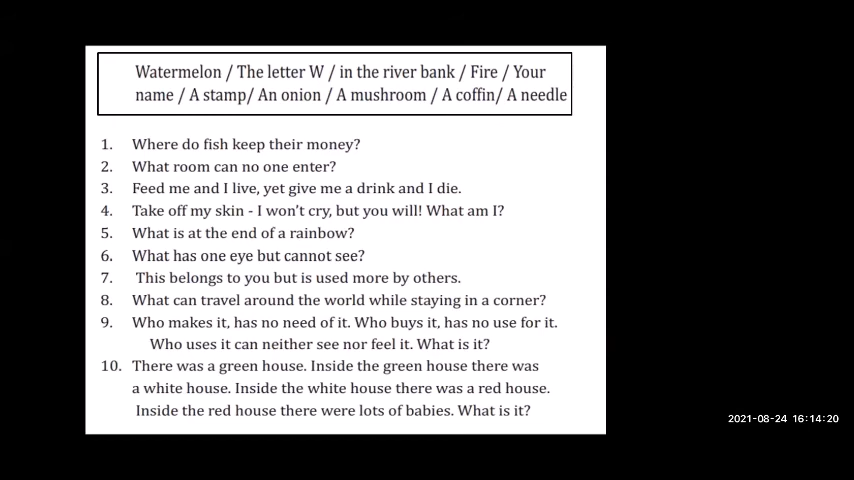 Watermelon / The letter W / in the river bank / Fire / Your
name / A stamp/ An onion / A mushroom / A coffin/ A needle
1. Where do fish keep their money?
2. What room can no one enter?
3. Feed me and I live, yet give me a drink and I die.
4. Take off my skin - I won't cry, but you will! What am I?
5. What is at the end of a rainbow?
6. What has one eye but cannot see?
7. This belongs to you but is used more by others.
8. What can travel around the world while staying in a corner?
9. Who makes it, has no need of it. Who buys it, has no use for it.
Who uses it can neither see nor feel it. What is it?
10. There was a green house. Inside the green house there was
a white house. Inside the white house there was a red house.
Inside the red house there were lots of babies. What is it?
2021-08-24 16:14:20